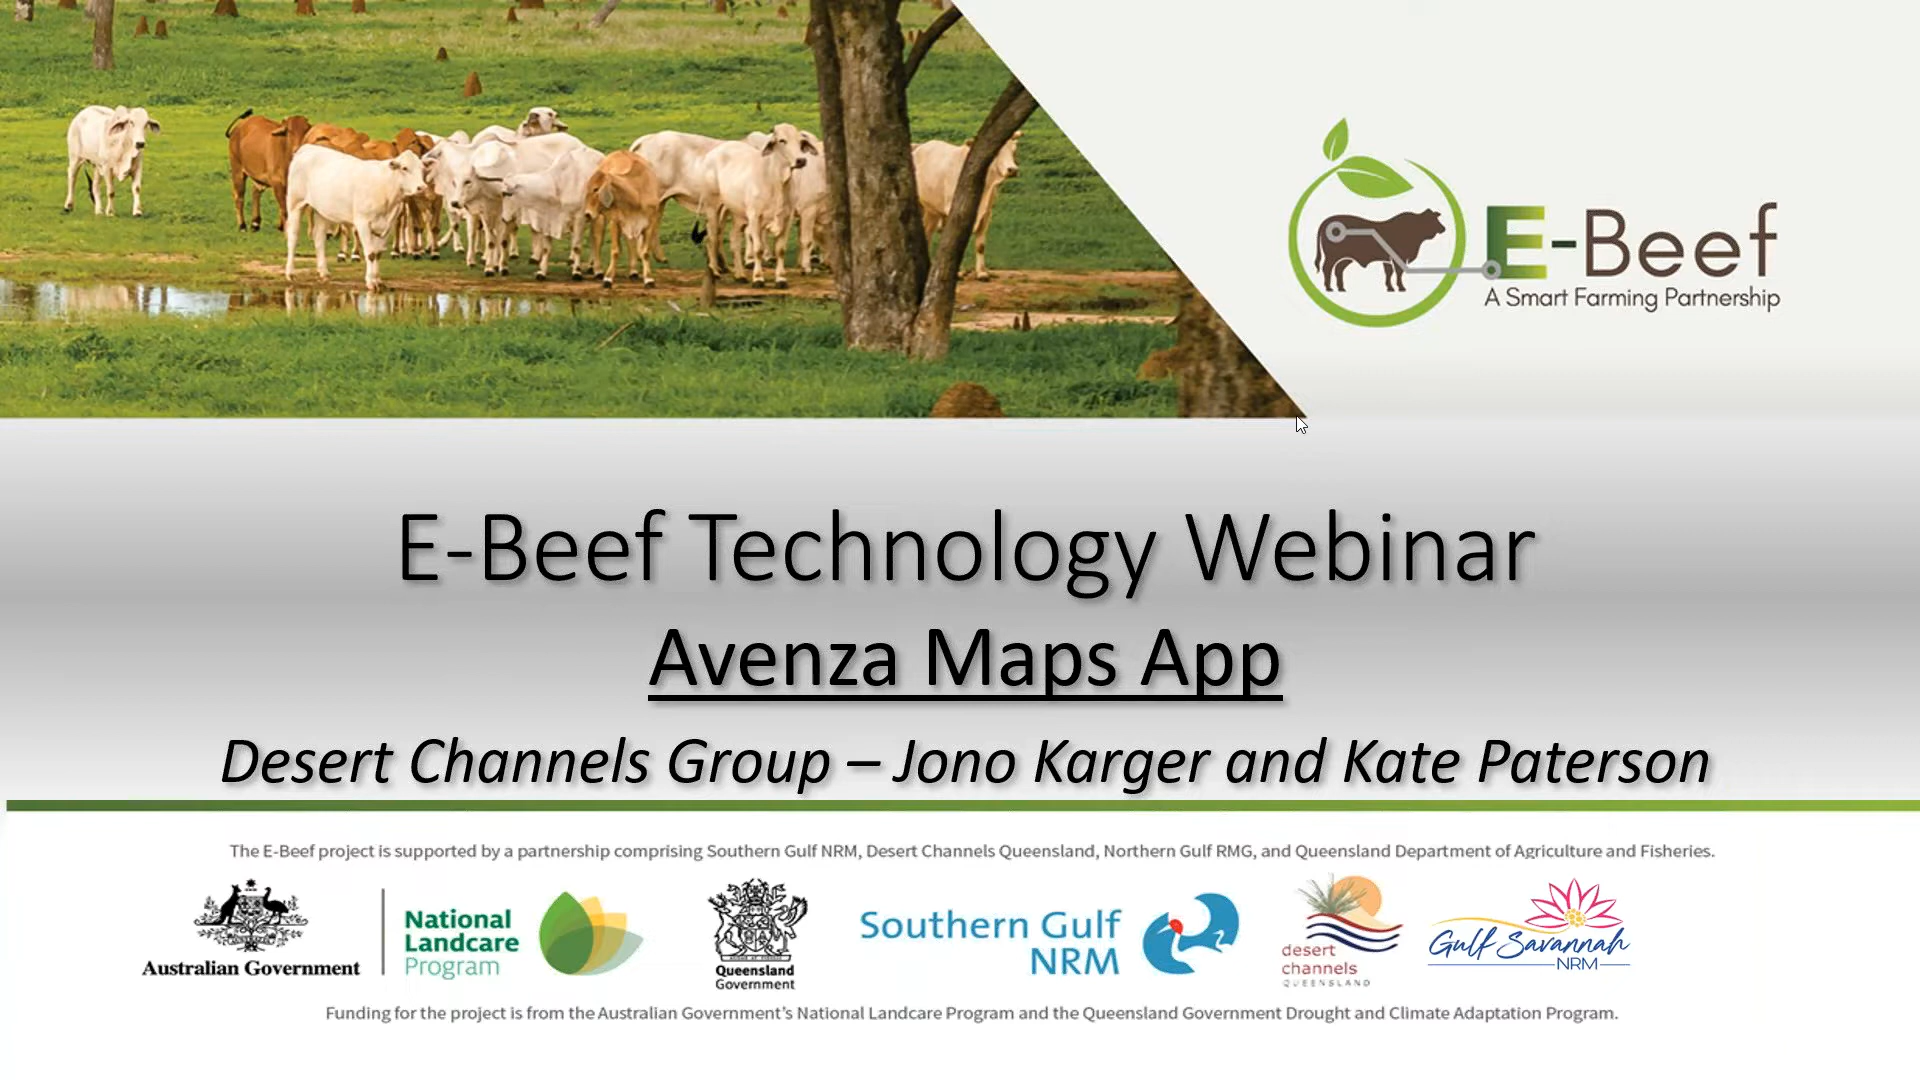 E-Beef
A Smart Farming Partnership
E-Beef Technology Webinar
Avenza Maps App
Desert Channels Group – Jono Karger and Kate Paterson
The E-Beef project is supported by a partnership comprising Southern Gulf NRM, Desert Channels Queensland, Northern Gulf RMG, and Queensland Department of Agriculture and Fisheries.
Australian Government
National
Landcare
Program
Queensland
Government
Southern Gulf
NRM
desert
channels
QUEENSLAND
Gulf Savannah
NRM
Funding for the project is from the Australian Government's National Landcare Program and the Queensland Government Drought and Climate Adaptation Program.